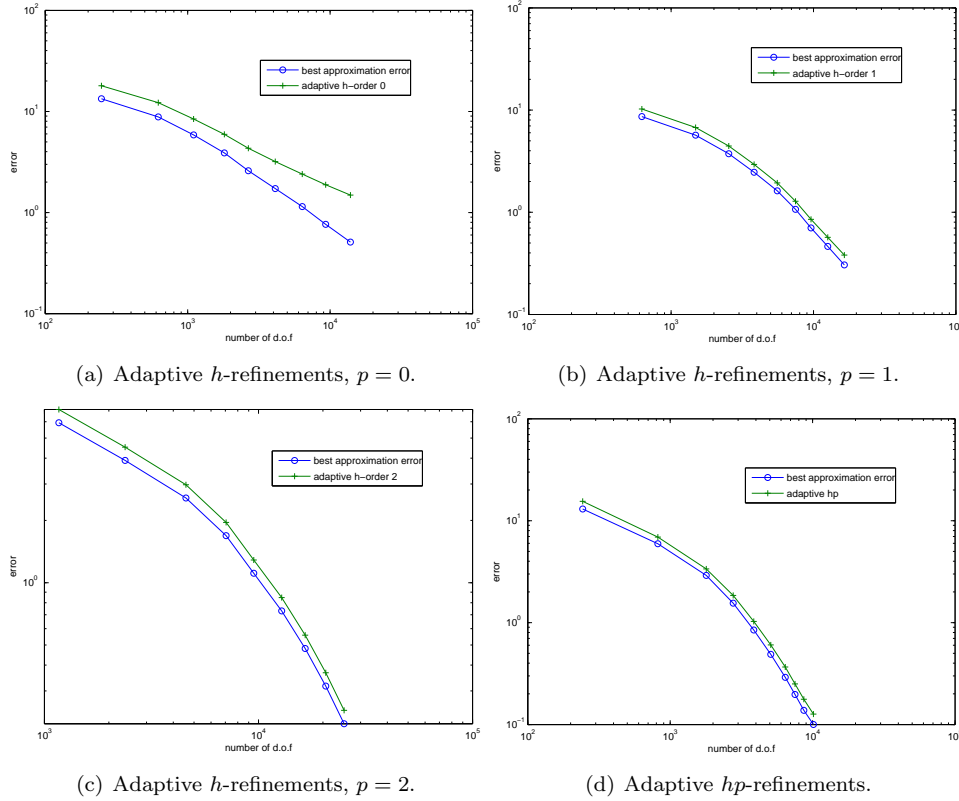 10^2
10^1
10^0
10^-1
error
best approximation error
adaptive h-order 0
10^2 10^3 10^4 10^5
number of d.o.f
(a) Adaptive h-refinements, p = 0.
10^2
10^1
10^0
10^-1
error
best approximation error
adaptive h-order 1
10^2 10^3 10^4 10
number of d.o.f
(b) Adaptive h-refinements, p = 1.
10^0
error
best approximation error
adaptive h-order 2
10^3 10^4 10^5
number of d.o.f
(c) Adaptive h-refinements, p = 2.
10^2
10^1
10^0
10^-1
error
best approximation error
adaptive hp
10^2 10^3 10^4 10
number of d.o.f
(d) Adaptive hp-refinements.